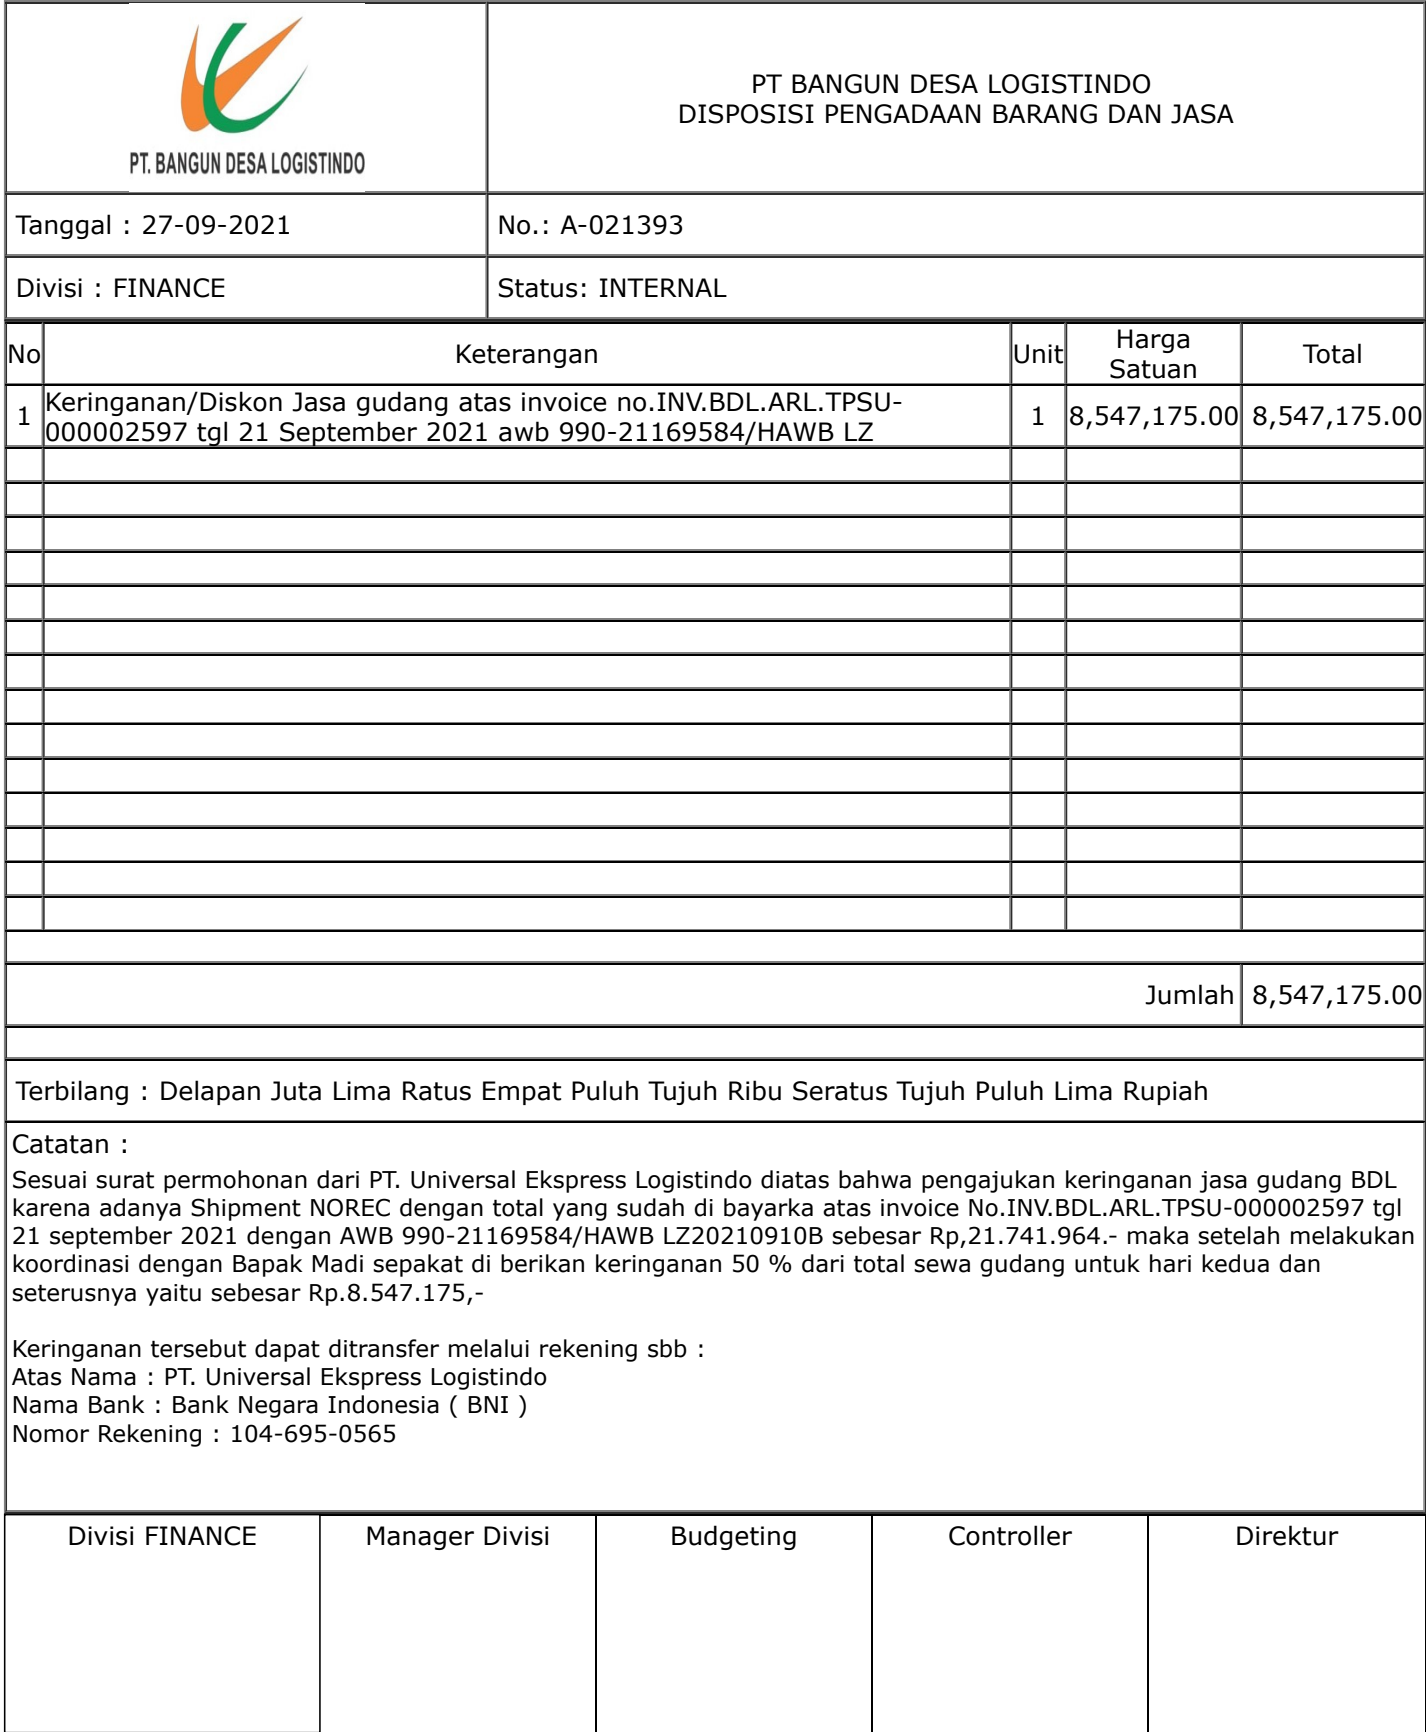 PT. BANGUN DESA LOGISTINDO
PT BANGUN DESA LOGISTINDO
DISPOSISI PENGADAAN BARANG DAN JASA
Tanggal : 27-09-2021
No.: A-021393
Divisi : FINANCE
Status: INTERNAL
No
Keterangan
Unit
Harga
Satuan
Total
1
Keringanan/Diskon Jasa gudang atas invoice no.INV.BDL.ARL.TPSU-
000002597 tgl 21 September 2021 awb 990-21169584/HAWB LZ
1
8,547,175.00
8,547,175.00
Jumlah
8,547,175.00
Terbilang : Delapan Juta Lima Ratus Empat Puluh Tujuh Ribu Seratus Tujuh Puluh Lima Rupiah
Catatan :
Sesuai surat permohonan dari PT. Universal Ekspress Logistindo diatas bahwa pengajukan keringanan jasa gudang BDL
karena adanya Shipment NOREC dengan total yang sudah di bayarka atas invoice No.INV.BDL.ARL.TPSU-000002597 tgl
21 september 2021 dengan AWB 990-21169584/HAWB LZ20210910B sebesar Rp,21.741.964.- maka setelah melakukan
koordinasi dengan Bapak Madi sepakat di berikan keringanan 50 % dari total sewa gudang untuk hari kedua dan
seterusnya yaitu sebesar Rp.8.547.175,-
Keringanan tersebut dapat ditransfer melalui rekening sbb :
Atas Nama : PT. Universal Ekspress Logistindo
Nama Bank : Bank Negara Indonesia ( BNI )
Nomor Rekening : 104-695-0565
Divisi FINANCE
Manager Divisi
Budgeting
Controller
Direktur